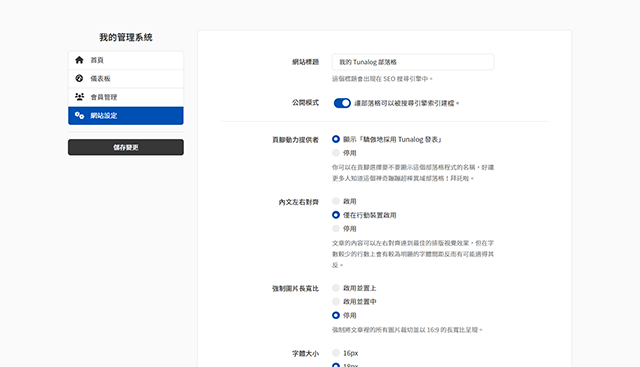 我的管理系統
首頁
儀表板
會員管理
網站設定
儲存變更
網站標題
我的 Tunalog 部落格
這個標題會出現在 SEO 搜尋引擎中。
公開模式
讓部落格可以被搜尋引擎索引建檔。
頁腳動力提供者
顯示「驕傲地採用 Tunalog 發表」
停用
你可以在頁腳選擇要不要顯示這個部落格程式的名稱，好讓
更多人知道這個神奇蹦蹦超棒異域部落格！拜託啦。
內文左右對齊
啟用
僅在行動裝置啟用
停用
文章的內容可以左右對齊達到最佳的排版視覺效果，但在字
數較少的行數上會有較為明顯的字體間距反而有可能適得其
反。
強制圖片長寬比
啟用並置上
啟用並置中
停用
強制將文章裡的所有圖片裁切並以 16:9 的長寬比呈現。
字體大小
16px
18px